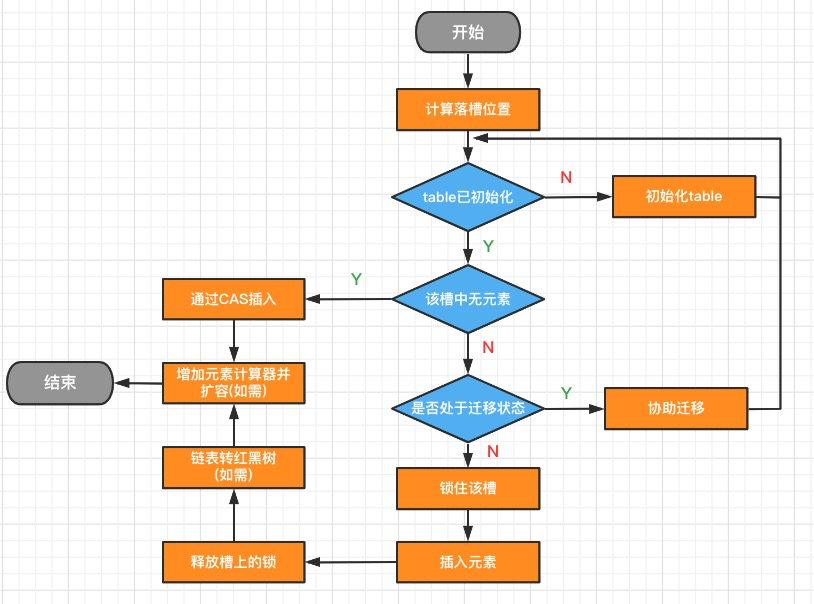 开始
计算落槽位置
table已初始化
N
初始化table
Y
该槽中无元素
Y
通过CAS插入
N
增加元素计算器并
扩容(如需)
结束
是否处于迁移状态
Y
协助迁移
N
链表转红黑树
(如需)
锁住该槽
释放槽上的锁
插入元素